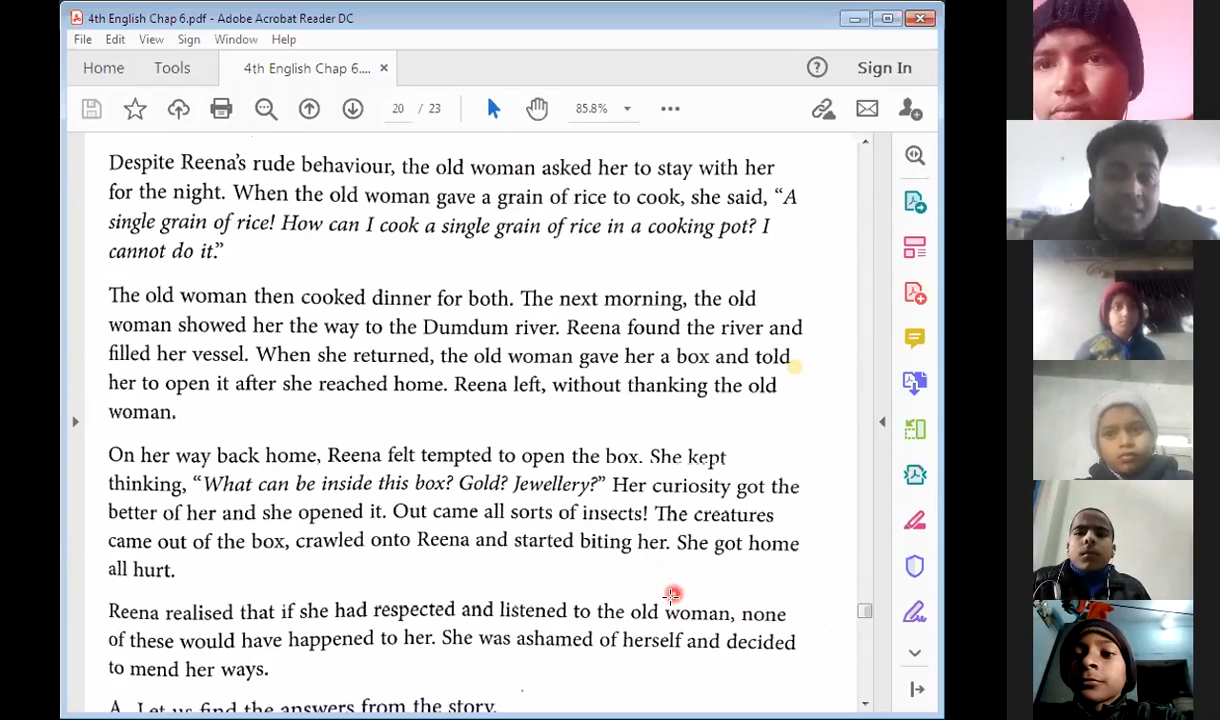 4th English Chap 6.pdf - Adobe Acrobat Reader DC
File Edit View Sign Window Help
Home Tools 4th English Chap 6.... × Sign In
20 / 23 85.8%
Despite Reena's rude behaviour, the old woman asked her to stay with her
for the night. When the old woman gave a grain of rice to cook, she said, “A
single grain of rice! How can I cook a single grain of rice in a cooking pot? I
cannot do it.”
The old woman then cooked dinner for both. The next morning, the old
woman showed her the way to the Dumdum river. Reena found the river and
filled her vessel. When she returned, the old woman gave her a box and told
her to open it after she reached home. Reena left, without thanking the old
woman.
On her way back home, Reena felt tempted to open the box. She kept
thinking, “What can be inside this box? Gold? Jewellery?” Her curiosity got the
better of her and she opened it. Out came all sorts of insects! The creatures
came out of the box, crawled onto Reena and started biting her. She got home
all hurt.
Reena realised that if she had respected and listened to the old woman, none
of these would have happened to her. She was ashamed of herself and decided
to mend her ways.
A. Let us find the answers from the story.